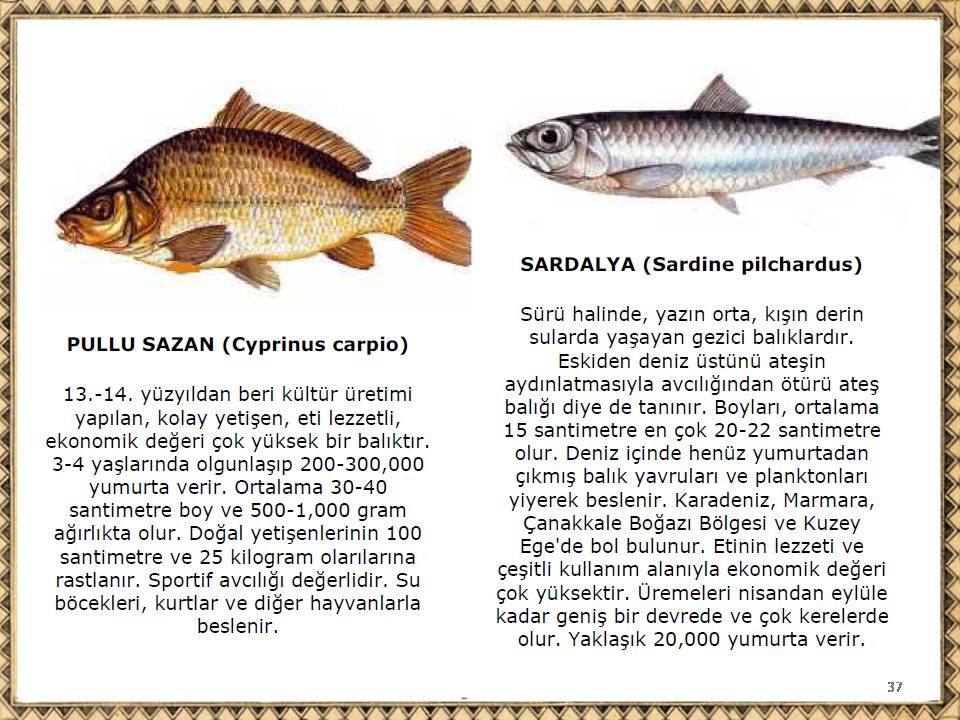 PULLU SAZAN (Cyprinus carpio)
13.-14. yüzyıldan beri kültür üretimi
yapılan, kolay yetişen, eti lezzetli,
ekonomik değeri çok yüksek bir balıktır.
3-4 yaşlarında olgunlaşıp 200-300,000
yumurta verir. Ortalama 30-40
santimetre boy ve 500-1,000 gram
ağırlıkta olur. Doğal yetişenlerinin 100
santimetre ve 25 kilogram olarılarına
rastlanır. Sportif avcılığı değerlidir. Su
böcekleri, kurtlar ve diğer hayvanlarla
beslenir.
SARDALYA (Sardine pilchardus)
Sürü halinde, yazın orta, kışın derin
sularda yaşayan gezici balıklardır.
Eskiden deniz üstünü ateşin
aydınlatmasıyla avcılığından ötürü ateş
balığı diye de tanınır. Boyları, ortalama
15 santimetre en çok 20-22 santimetre
olur. Deniz içinde henüz yumurtadan
çıkmış balık yavruları ve planktonları
yiyerek beslenir. Karadeniz, Marmara,
Çanakkale Boğazı Bölgesi ve Kuzey
Ege'de bol bulunur. Etinin lezzeti ve
çeşitli kullanım alanıyla ekonomik değeri
çok yüksektir. Üremeleri nisandan eylüle
kadar geniş bir devrede ve çok kerelerde
olur. Yaklaşık 20,000 yumurta verir.
37
-